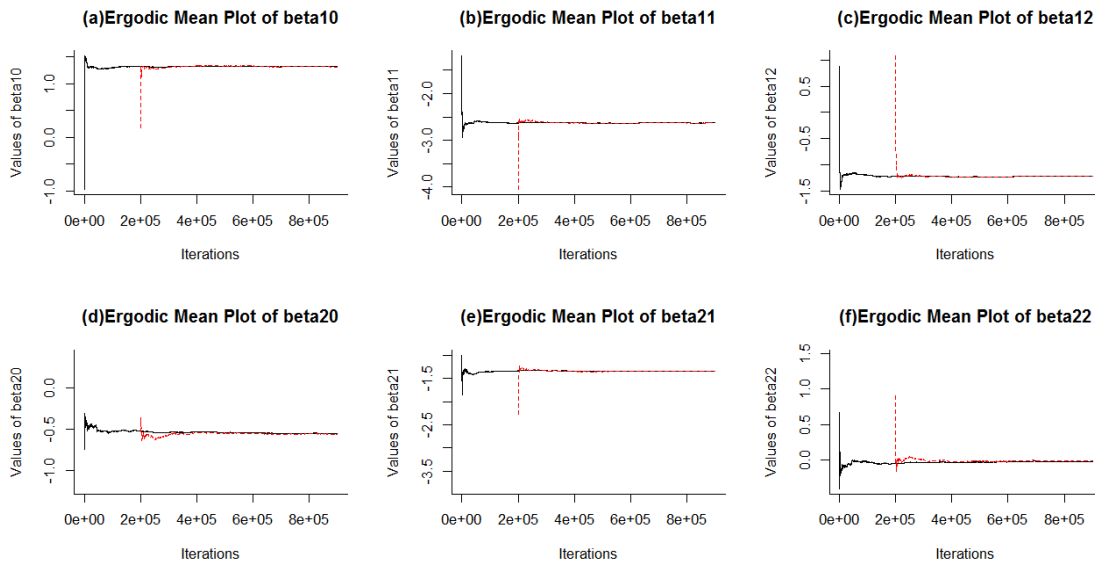 (a)Ergodic Mean Plot of beta10
Values of beta10
1.0
0.0
-1.0
0e+00 2e+05 4e+05 6e+05 8e+05
Iterations
(b)Ergodic Mean Plot of beta11
Values of beta11
-2.0
-3.0
-4.0
0e+00 2e+05 4e+05 6e+05 8e+05
Iterations
(c)Ergodic Mean Plot of beta12
Values of beta12
0.5
-0.5
-1.5
0e+00 2e+05 4e+05 6e+05 8e+05
Iterations
(d)Ergodic Mean Plot of beta20
Values of beta20
0.0
-0.5
-1.0
0e+00 2e+05 4e+05 6e+05 8e+05
Iterations
(e)Ergodic Mean Plot of beta21
Values of beta21
-1.5
-2.5
-3.5
0e+00 2e+05 4e+05 6e+05 8e+05
Iterations
(f)Ergodic Mean Plot of beta22
Values of beta22
1.5
1.0
0.5
0.0
0e+00 2e+05 4e+05 6e+05 8e+05
Iterations